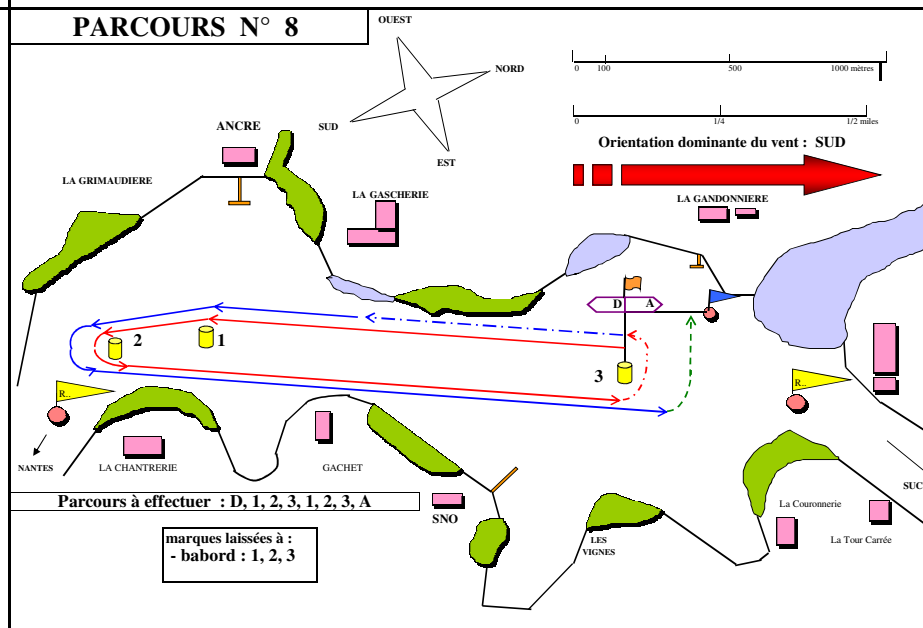 PARCOURS N° 8
OUEST
NORD
SUD
EST
0 100 500 1000 mètres
0 1/4 1/2 miles
Orientation dominante du vent : SUD
ANCRE
LA GRIMAUDIERE
LA GASCHERIE
LA GANDONNIERE
D A
2 1
3
R..
R..
NANTES
LA CHANTRERIE
GACHET
SUC
Parcours à effectuer : D, 1, 2, 3, 1, 2, 3, A
SNO
La Couronnerie
La Tour Carrée
LES
VIGNES
marques laissées à :
- babord : 1, 2, 3